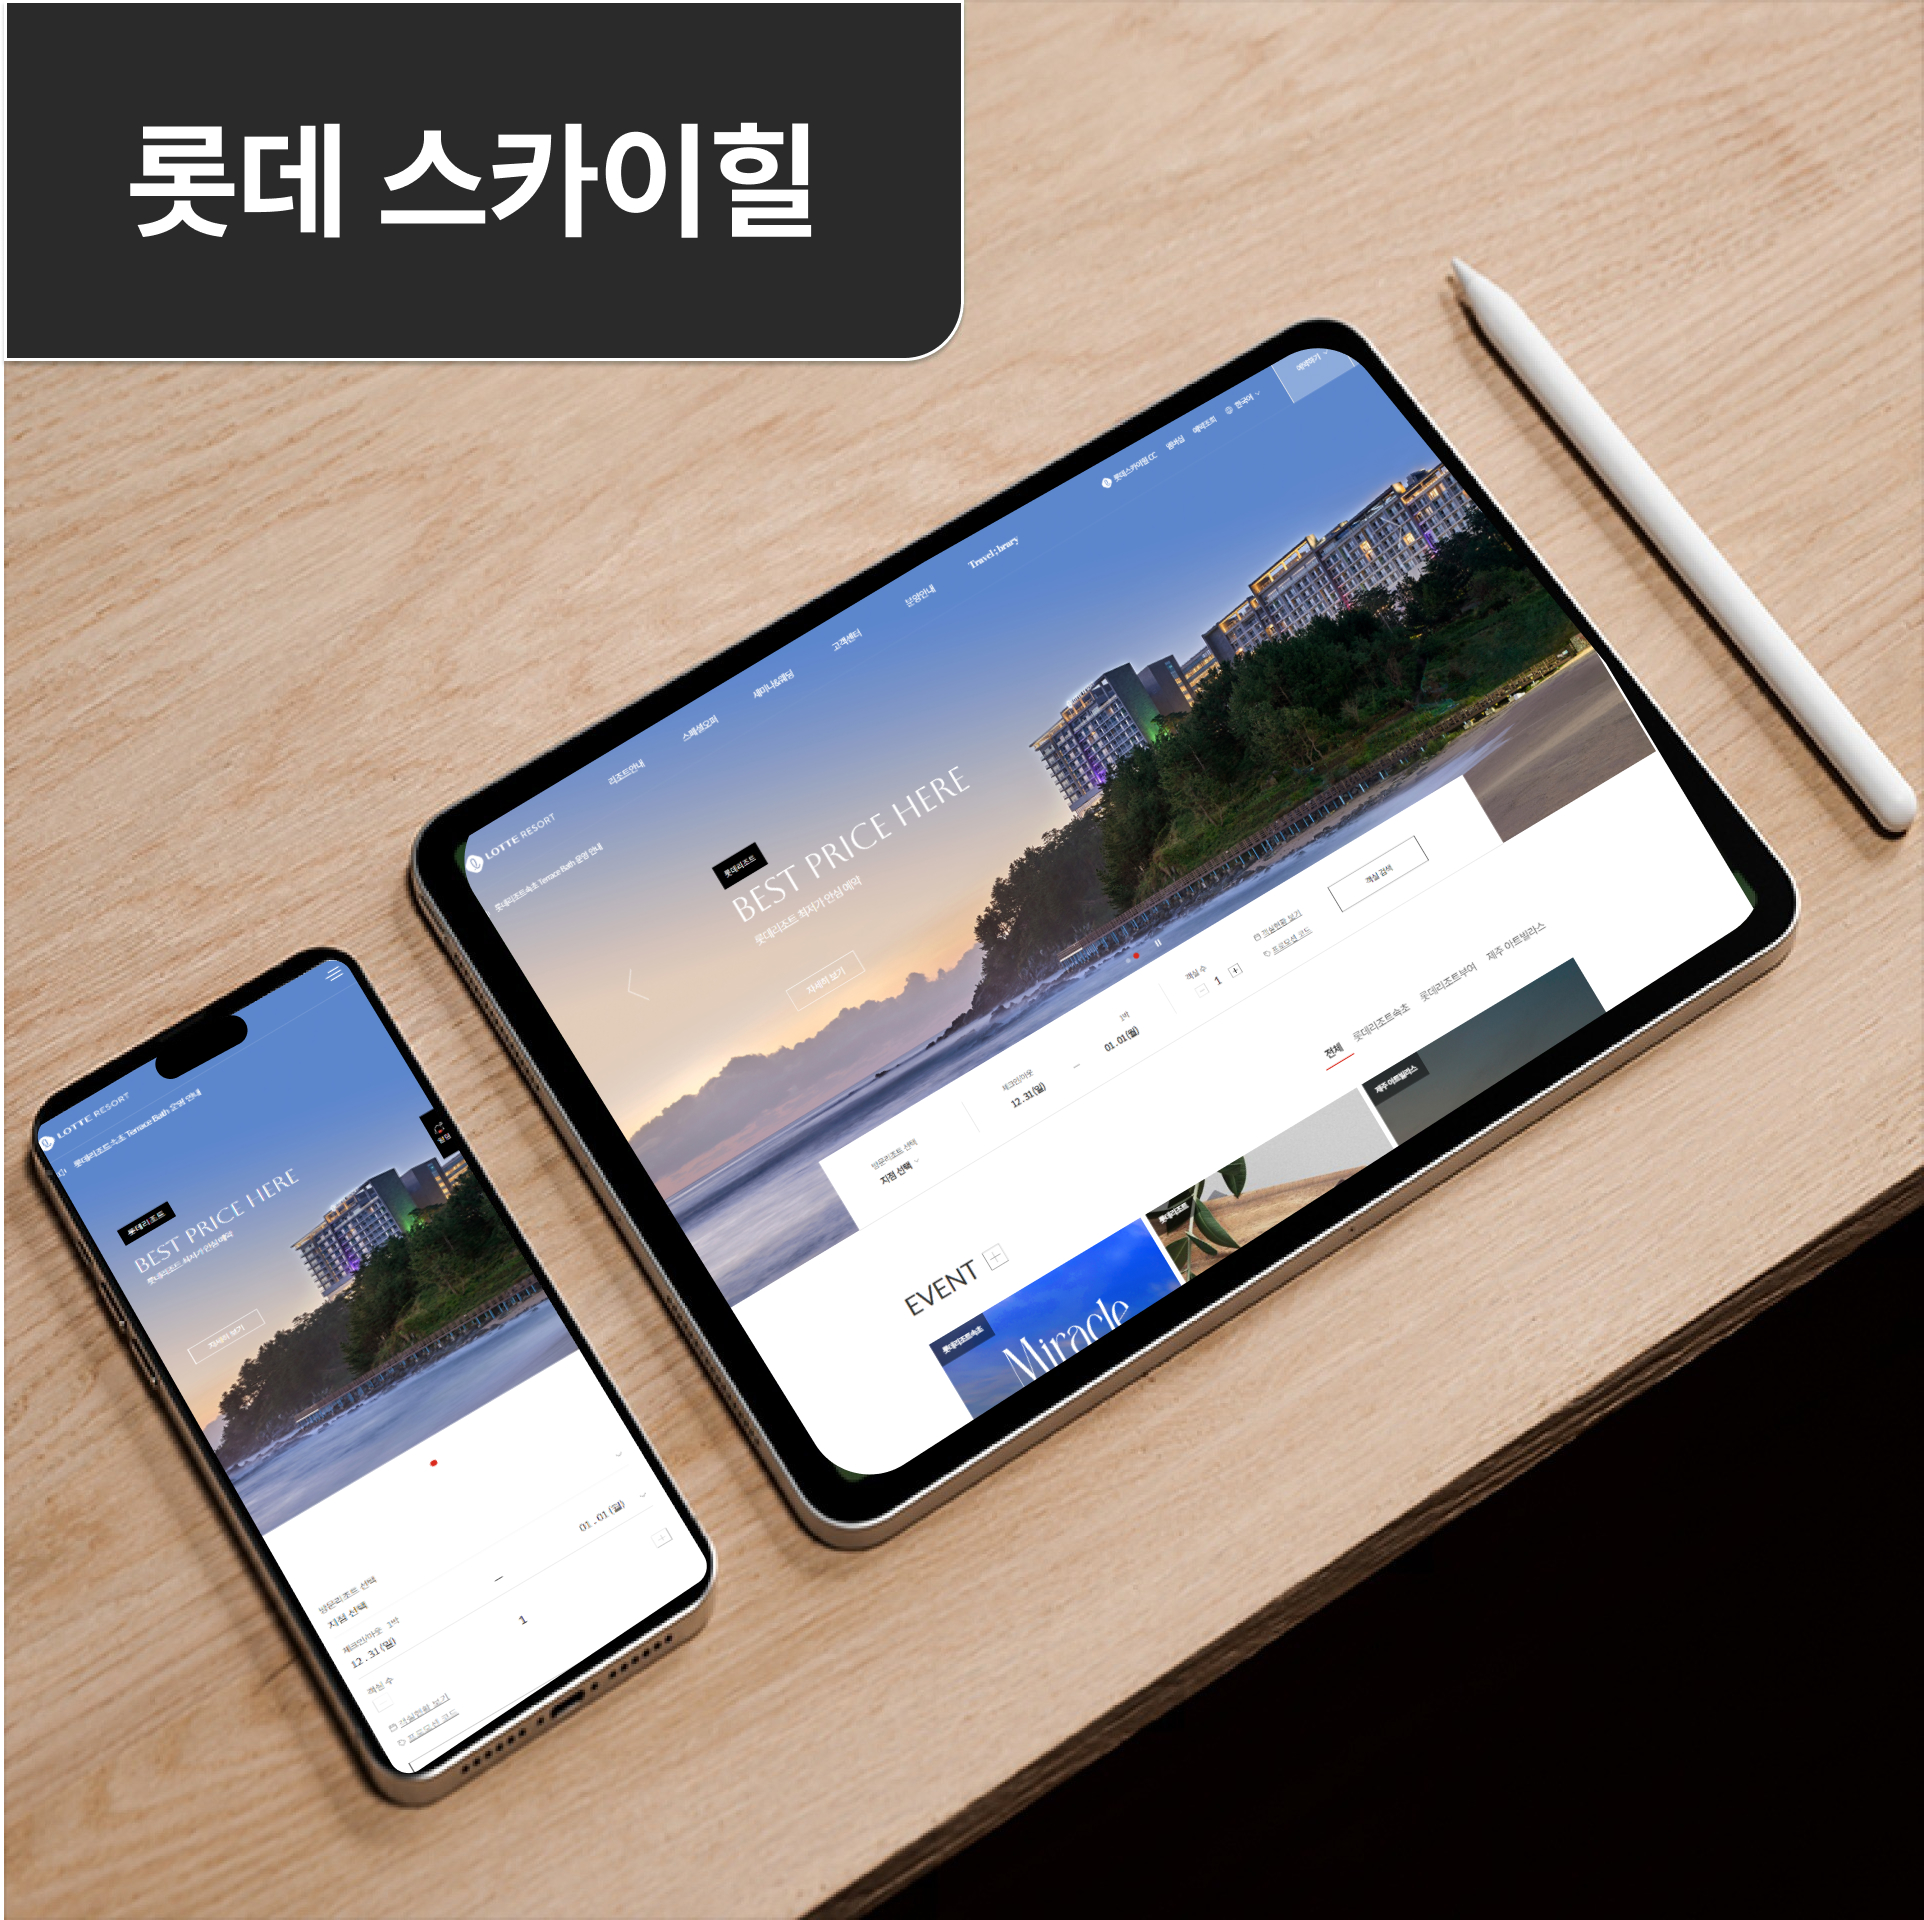 롯데 스카이힐
예약하기
롯데스카이힐CC 멤버십 예약조회 한국어
LOTTE RESORT
리조트안내 스페셜오퍼 세미나&웨딩 고객센터 분양안내 Travel ; bravy
롯데리조트속초 Terrace Bath 운영 안내
롯데리조트
BEST PRICE HERE
롯데리조트 최저가 안심 예약
자세히 보기
방문리조트 선택
지점 선택
체크인/아웃 1박
12.31(일) — 01.01(월)
객실 수
1
객실현황 보기
프로모션 코드
객실 검색
EVENT
전체 롯데리조트속초 롯데리조트부여 제주 아트빌라스
롯데리조트속초
Miracle
롯데리조트
제주 아트빌라스
LOTTE RESORT
롯데리조트속초 Terrace Bath 운영 안내
롯데리조트
BEST PRICE HERE
롯데리조트 최저가 안심 예약
자세히 보기
방문리조트 선택
지점 선택
체크인/아웃 1박
12.31(일) — 01.01(월)
객실 수
1
객실현황 보기
프로모션 코드